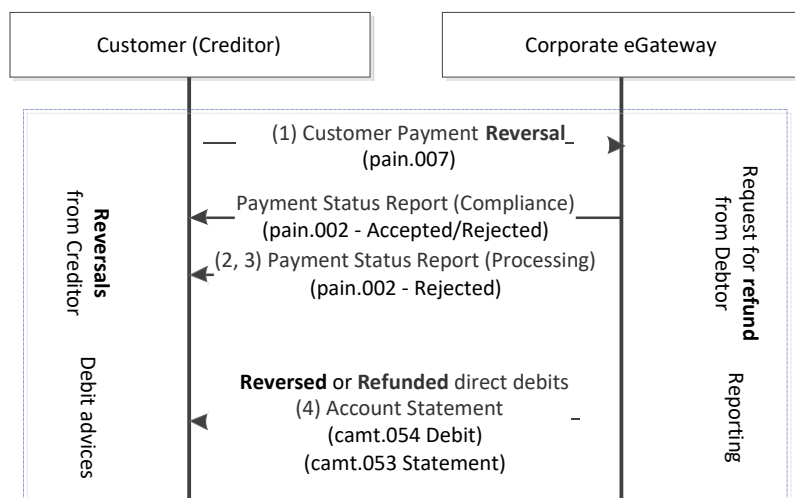 Customer (Creditor)
Corporate eGateway
(1) Customer Payment Reversal
(pain.007)
Payment Status Report (Compliance)
(pain.002 - Accepted/Rejected)
(2, 3) Payment Status Report (Processing)
(pain.002 - Rejected)
Reversals
from Creditor
Request for refund
from Debtor
Reversed or Refunded direct debits
(4) Account Statement
(camt.054 Debit)
(camt.053 Statement)
Debit advices
Reporting